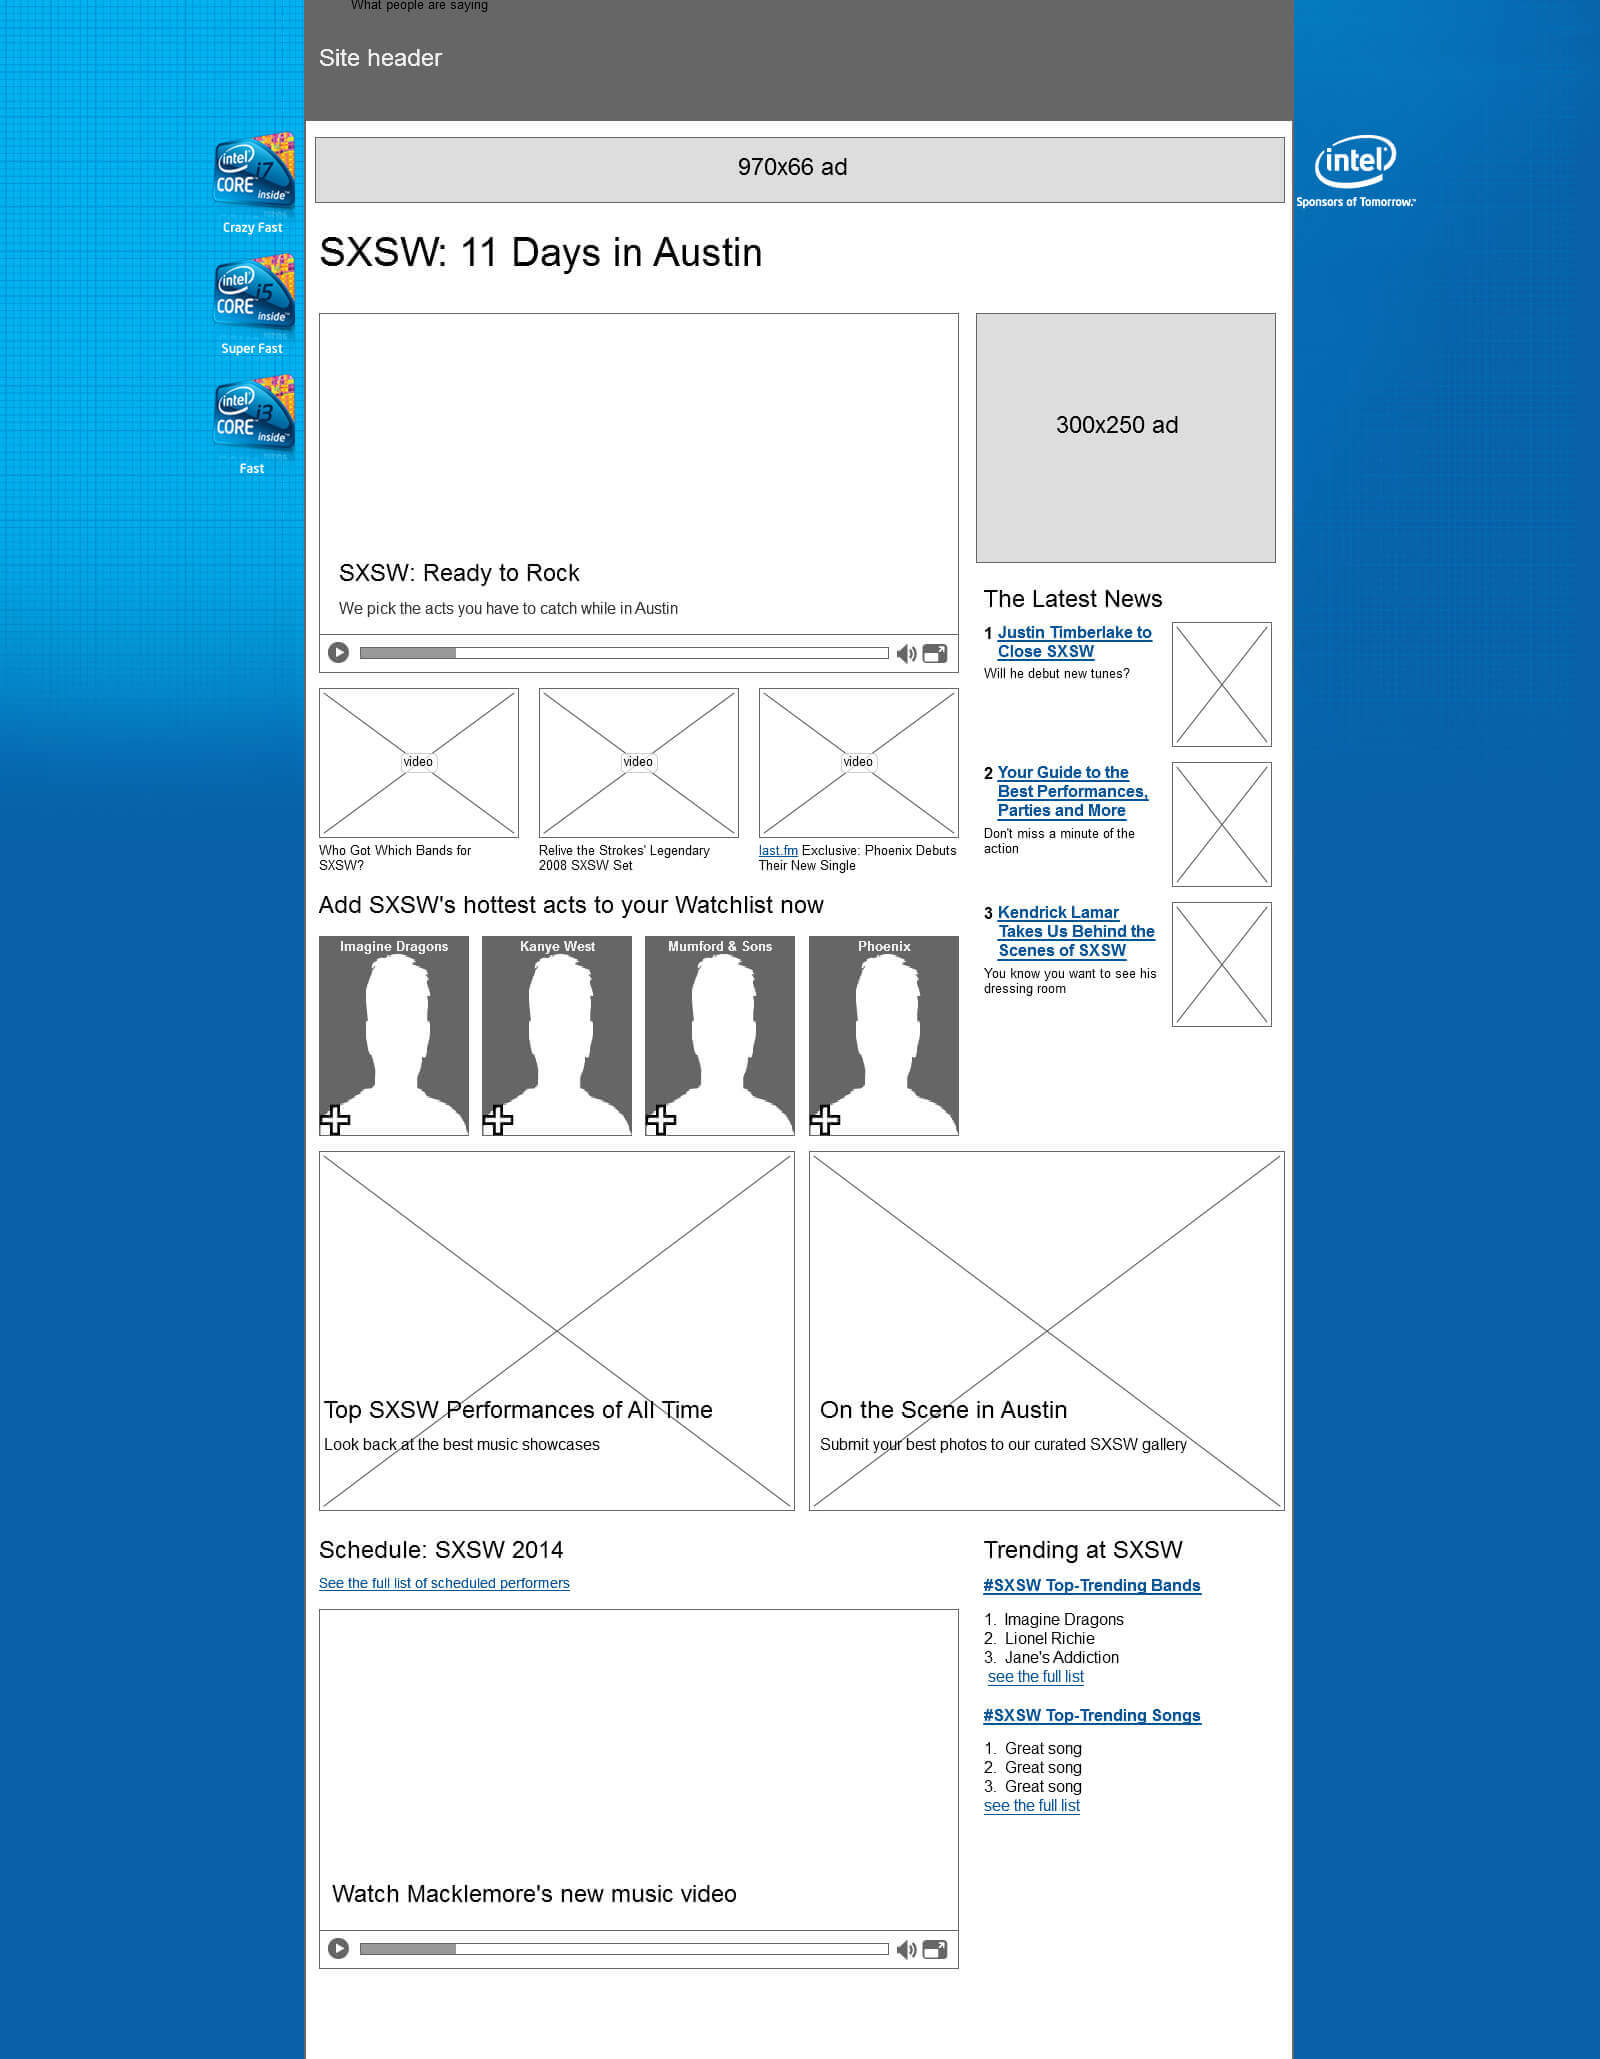 What people are saying
Site header
970x66 ad
intel
i7
CORE™
inside™
Crazy Fast
intel
i5
CORE™
inside™
Super Fast
intel
i3
CORE™
inside™
Fast
intel
Sponsors of Tomorrow.™
SXSW: 11 Days in Austin
SXSW: Ready to Rock
We pick the acts you have to catch while in Austin
300x250 ad
video
video
video
Who Got Which Bands for
SXSW?
Relive the Strokes' Legendary
2008 SXSW Set
last.fm Exclusive: Phoenix Debuts
Their New Single
The Latest News
1 Justin Timberlake to
Close SXSW
Will he debut new tunes?
2 Your Guide to the
Best Performances,
Parties and More
Don't miss a minute of the
action
3 Kendrick Lamar
Takes Us Behind the
Scenes of SXSW
You know you want to see his
dressing room
Add SXSW's hottest acts to your Watchlist now
Imagine Dragons
Kanye West
Mumford & Sons
Phoenix
Top SXSW Performances of All Time
Look back at the best music showcases
On the Scene in Austin
Submit your best photos to our curated SXSW gallery
Schedule: SXSW 2014
See the full list of scheduled performers
Watch Macklemore's new music video
Trending at SXSW
#SXSW Top-Trending Bands
1. Imagine Dragons
2. Lionel Richie
3. Jane's Addiction
see the full list
#SXSW Top-Trending Songs
1. Great song
2. Great song
3. Great song
see the full list